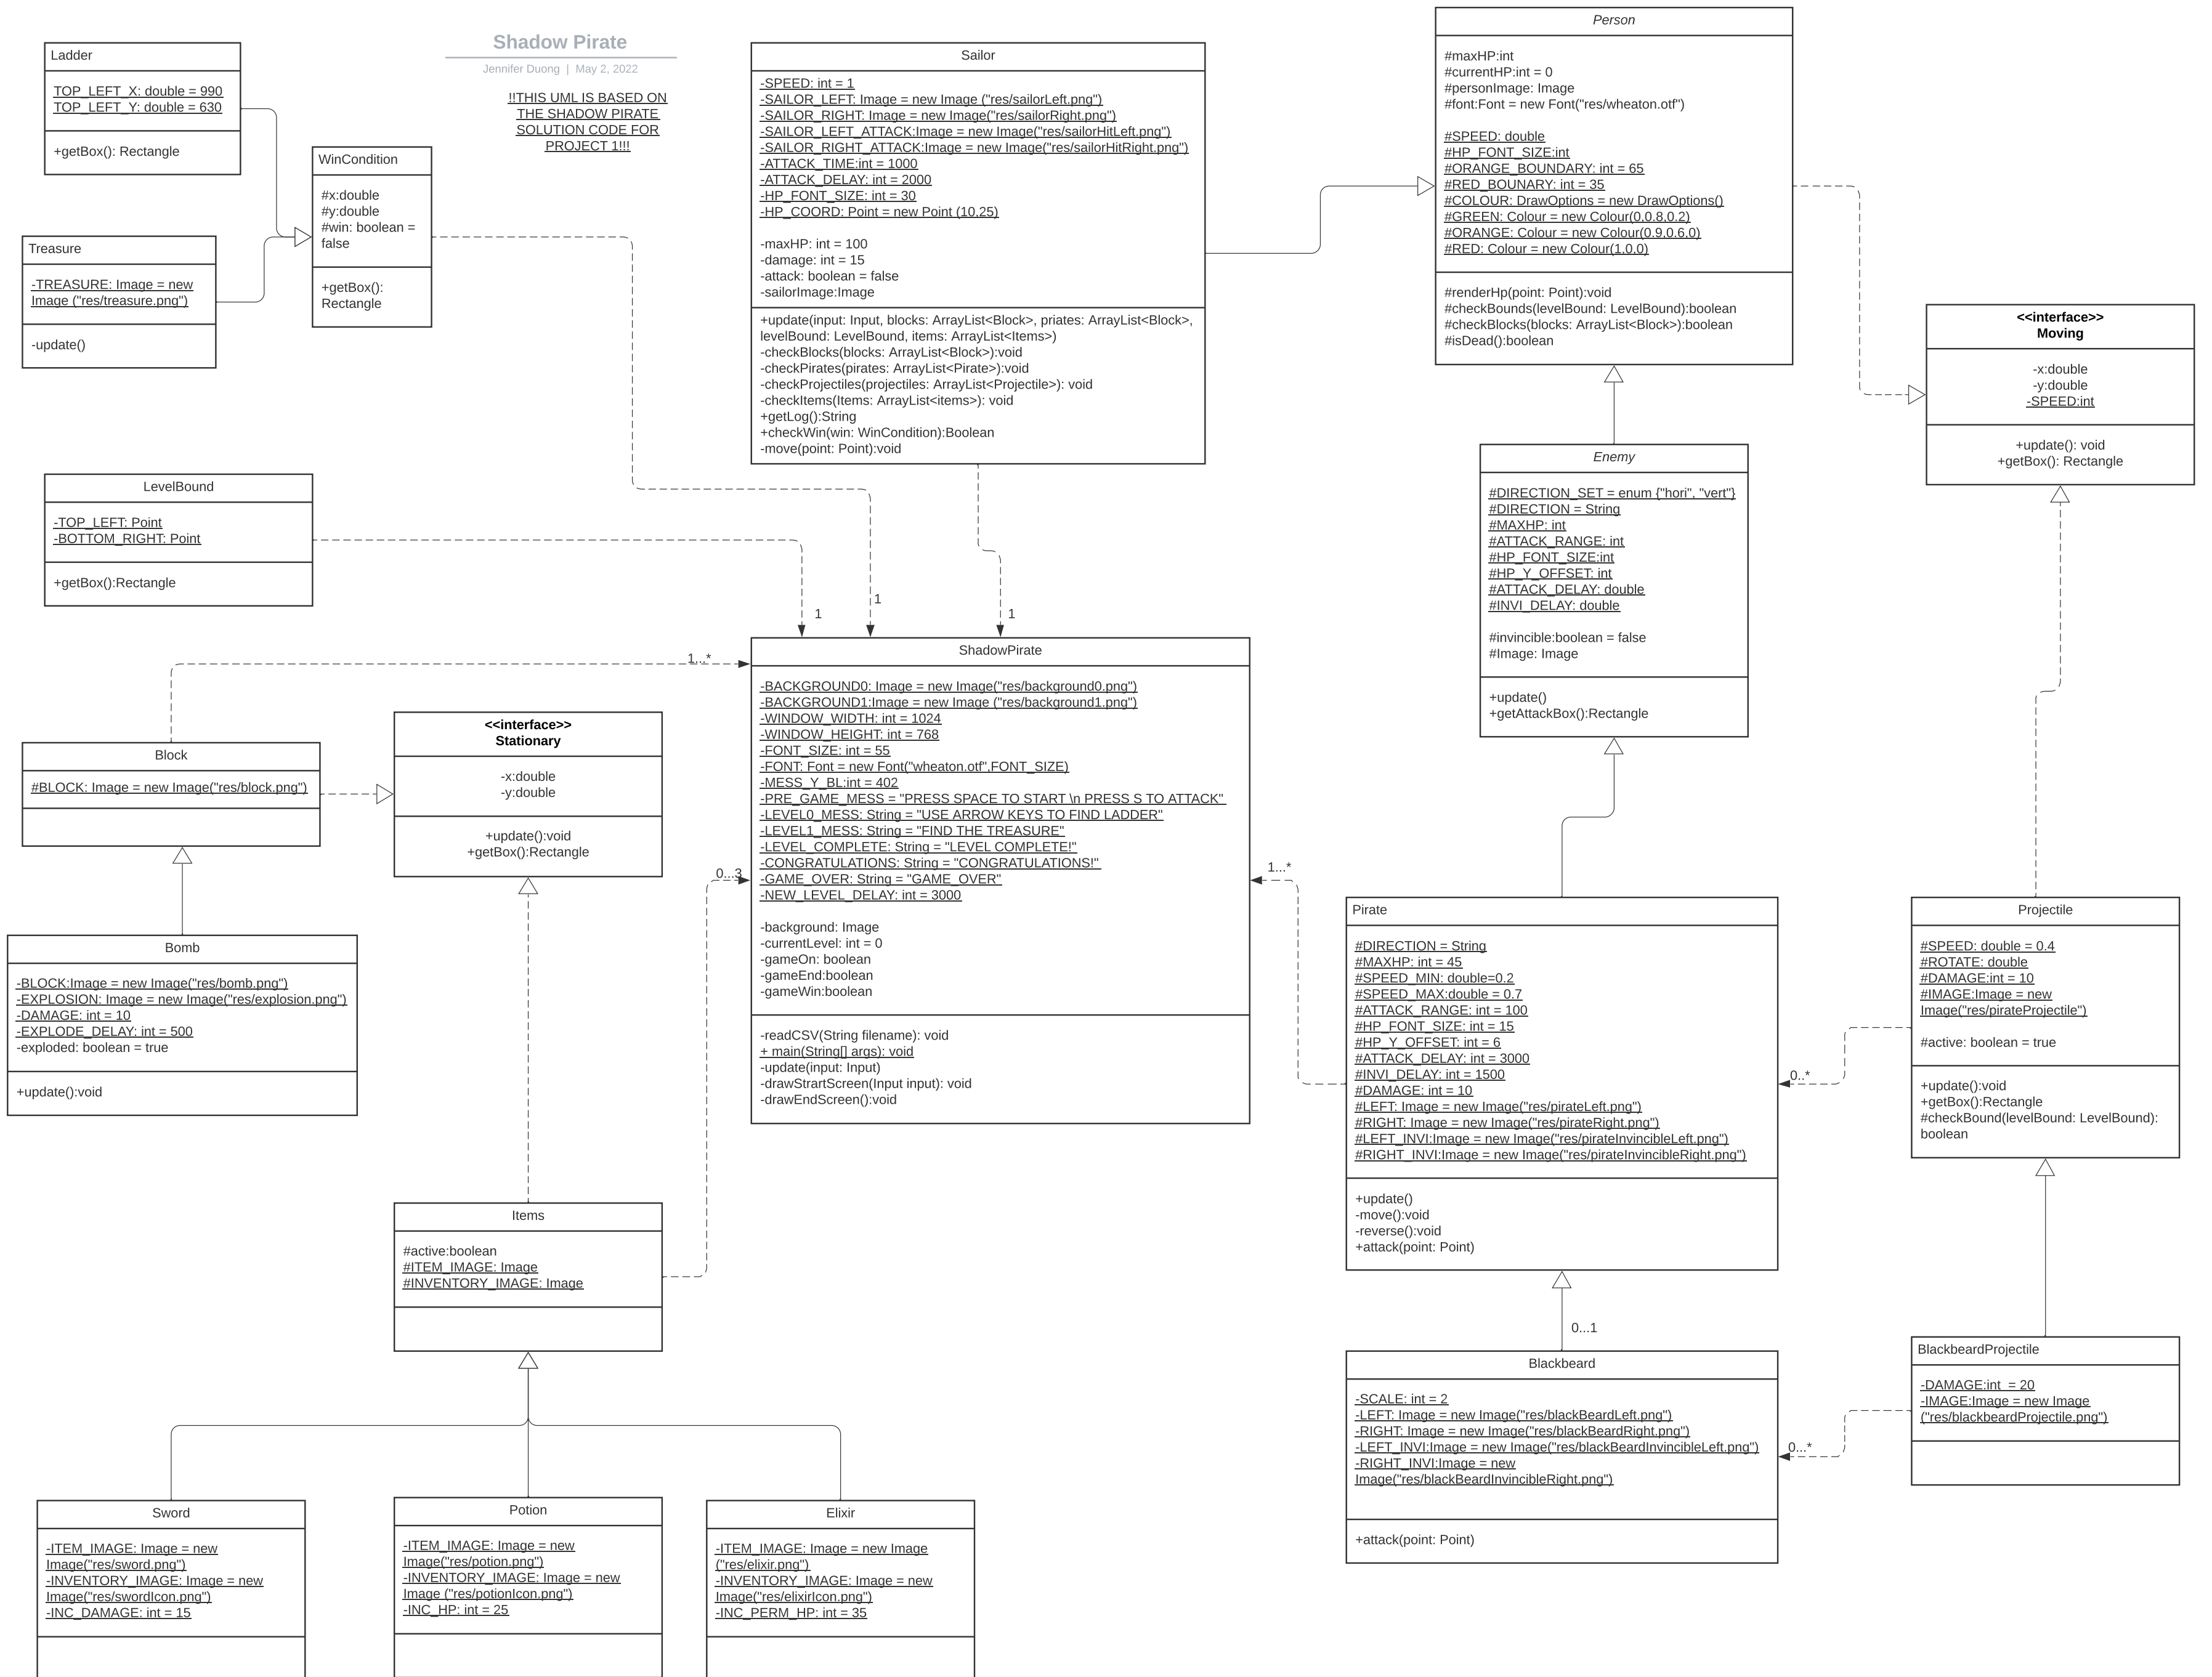 Shadow Pirate
Jennifer Duong | May 2, 2022
!!THIS UML IS BASED ON
THE SHADOW PIRATE
SOLUTION CODE FOR
PROJECT 1!!!
Ladder
TOP_LEFT_X: double = 990
TOP_LEFT_Y: double = 630
+getBox(): Rectangle
WinCondition
#x:double
#y:double
#win: boolean =
false
+getBox():
Rectangle
Treasure
-TREASURE: Image = new
Image ("res/treasure.png")
-update()
Sailor
-SPEED: int = 1
-SAILOR_LEFT: Image = new Image ("res/sailorLeft.png")
-SAILOR_RIGHT: Image = new Image("res/sailorRight.png")
-SAILOR_LEFT_ATTACK:Image = new Image("res/sailorHitLeft.png")
-SAILOR_RIGHT_ATTACK:Image = new Image("res/sailorHitRight.png")
-ATTACK_TIME:int = 1000
-ATTACK_DELAY: int = 2000
-HP_FONT_SIZE: int = 30
-HP_COORD: Point = new Point (10,25)
-maxHP: int = 100
-damage: int = 15
-attack: boolean = false
-sailorImage:Image
+update(input: Input, blocks: ArrayList<Block>, priates: ArrayList<Block>,
levelBound: LevelBound, items: ArrayList<Items>)
-checkBlocks(blocks: ArrayList<Block>):void
-checkPirates(pirates: ArrayList<Pirate>):void
-checkProjectiles(projectiles: ArrayList<Projectile>): void
-checkItems(Items: ArrayList<items>): void
+getLog():String
+checkWin(win: WinCondition):Boolean
-move(point: Point):void
Person
#maxHP:int
#currentHP:int = 0
#personImage: Image
#font:Font = new Font("res/wheaton.otf")
#SPEED: double
#HP_FONT_SIZE:int
#ORANGE_BOUNDARY: int = 65
#RED_BOUNARY: int = 35
#COLOUR: DrawOptions = new DrawOptions()
#GREEN: Colour = new Colour(0,0.8,0.2)
#ORANGE: Colour = new Colour(0.9,0.6.0)
#RED: Colour = new Colour(1,0,0)
#renderHp(point: Point):void
#checkBounds(levelBound: LevelBound):boolean
#checkBlocks(blocks: ArrayList<Block>):boolean
#isDead():boolean
<<interface>>
Moving
-x:double
-y:double
-SPEED:int
+update(): void
+getBox(): Rectangle
Enemy
#DIRECTION_SET = enum {"hori", "vert"}
#DIRECTION = String
#MAXHP: int
#ATTACK_RANGE: int
#HP_FONT_SIZE:int
#HP_Y_OFFSET: int
#ATTACK_DELAY: double
#INVI_DELAY: double
#invincible:boolean = false
#Image: Image
+update()
+getAttackBox():Rectangle
LevelBound
-TOP_LEFT: Point
-BOTTOM_RIGHT: Point
+getBox():Rectangle
1
1
1
1...*
ShadowPirate
-BACKGROUND0: Image = new Image("res/background0.png")
-BACKGROUND1:Image = new Image ("res/background1.png")
-WINDOW_WIDTH: int = 1024
-WINDOW_HEIGHT: int = 768
-FONT_SIZE: int = 55
-FONT: Font = new Font("wheaton.otf",FONT_SIZE)
-MESS_Y_BL:int = 402
-PRE_GAME_MESS = "PRESS SPACE TO START \n PRESS S TO ATTACK"
-LEVEL0_MESS: String = "USE ARROW KEYS TO FIND LADDER"
-LEVEL1_MESS: String = "FIND THE TREASURE"
-LEVEL_COMPLETE: String = "LEVEL COMPLETE!"
-CONGRATULATIONS: String = "CONGRATULATIONS!"
-GAME_OVER: String = "GAME_OVER"
-NEW_LEVEL_DELAY: int = 3000
-background: Image
-currentLevel: int = 0
-gameOn: boolean
-gameEnd:boolean
-gameWin:boolean
-readCSV(String filename): void
+ main(String[] args): void
-update(input: Input)
-drawStrartScreen(Input input): void
-drawEndScreen():void
Block
#BLOCK: Image = new Image("res/block.png")
<<interface>>
Stationary
-x:double
-y:double
+update():void
+getBox():Rectangle
0...3
1...*
Bomb
-BLOCK:Image = new Image("res/bomb.png")
-EXPLOSION: Image = new Image("res/explosion.png")
-DAMAGE: int = 10
-EXPLODE_DELAY: int = 500
-exploded: boolean = true
+update():void
Pirate
#DIRECTION = String
#MAXHP: int = 45
#SPEED_MIN: double=0.2
#SPEED_MAX:double = 0.7
#ATTACK_RANGE: int = 100
#HP_FONT_SIZE: int = 15
#HP_Y_OFFSET: int = 6
#ATTACK_DELAY: int = 3000
#INVI_DELAY: int = 1500
#DAMAGE: int = 10
#LEFT: Image = new Image("res/pirateLeft.png")
#RIGHT: Image = new Image("res/pirateRight.png")
#LEFT_INVI:Image = new Image("res/pirateInvincibleLeft.png")
#RIGHT_INVI:Image = new Image("res/pirateInvincibleRight.png")
+update()
-move():void
-reverse():void
+attack(point: Point)
0..*
Projectile
#SPEED: double = 0.4
#ROTATE: double
#DAMAGE:int = 10
#IMAGE:Image = new
Image("res/pirateProjectile")
#active: boolean = true
+update():void
+getBox():Rectangle
#checkBound(levelBound: LevelBound):
boolean
Items
#active:boolean
#ITEM_IMAGE: Image
#INVENTORY_IMAGE: Image
0...1
Blackbeard
-SCALE: int = 2
-LEFT: Image = new Image("res/blackBeardLeft.png")
-RIGHT: Image = new Image("res/blackBeardRight.png")
-LEFT_INVI:Image = new Image("res/blackBeardInvincibleLeft.png")
-RIGHT_INVI:Image = new
Image("res/blackBeardInvincibleRight.png")
+attack(point: Point)
0...*
BlackbeardProjectile
-DAMAGE:int = 20
-IMAGE:Image = new Image
("res/blackbeardProjectile.png")
Sword
-ITEM_IMAGE: Image = new
Image("res/sword.png")
-INVENTORY_IMAGE: Image = new
Image("res/swordIcon.png")
-INC_DAMAGE: int = 15
Potion
-ITEM_IMAGE: Image = new
Image("res/potion.png")
-INVENTORY_IMAGE: Image = new
Image ("res/potionIcon.png")
-INC_HP: int = 25
Elixir
-ITEM_IMAGE: Image = new Image
("res/elixir.png")
-INVENTORY_IMAGE: Image = new
Image("res/elixirIcon.png")
-INC_PERM_HP: int = 35